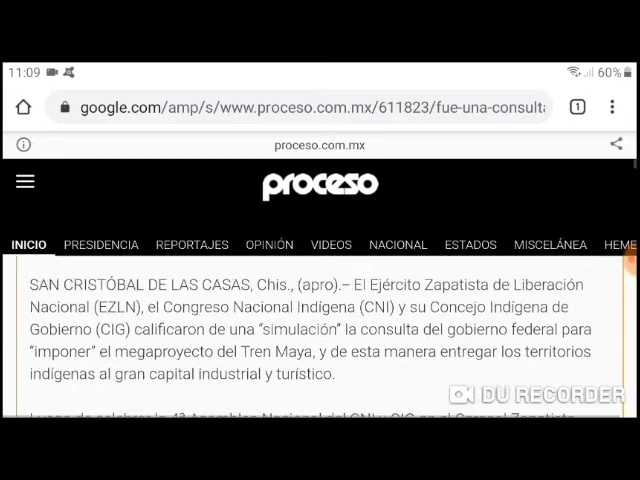 11:09 60%
google.com/amp/s/www.proceso.com.mx/611823/fue-una-consulta 1
proceso.com.mx
proceso
INICIO PRESIDENCIA REPORTAJES OPINIÓN VIDEOS NACIONAL ESTADOS MISCELÁNEA HEME
SAN CRISTÓBAL DE LAS CASAS, Chis., (apro).– El Ejército Zapatista de Liberación
Nacional (EZLN), el Congreso Nacional Indígena (CNI) y su Concejo Indígena de
Gobierno (CIG) calificaron de una “simulación” la consulta del gobierno federal para
“imponer” el megaproyecto del Tren Maya, y de esta manera entregar los territorios
indígenas al gran capital industrial y turístico.
DU RECORDER